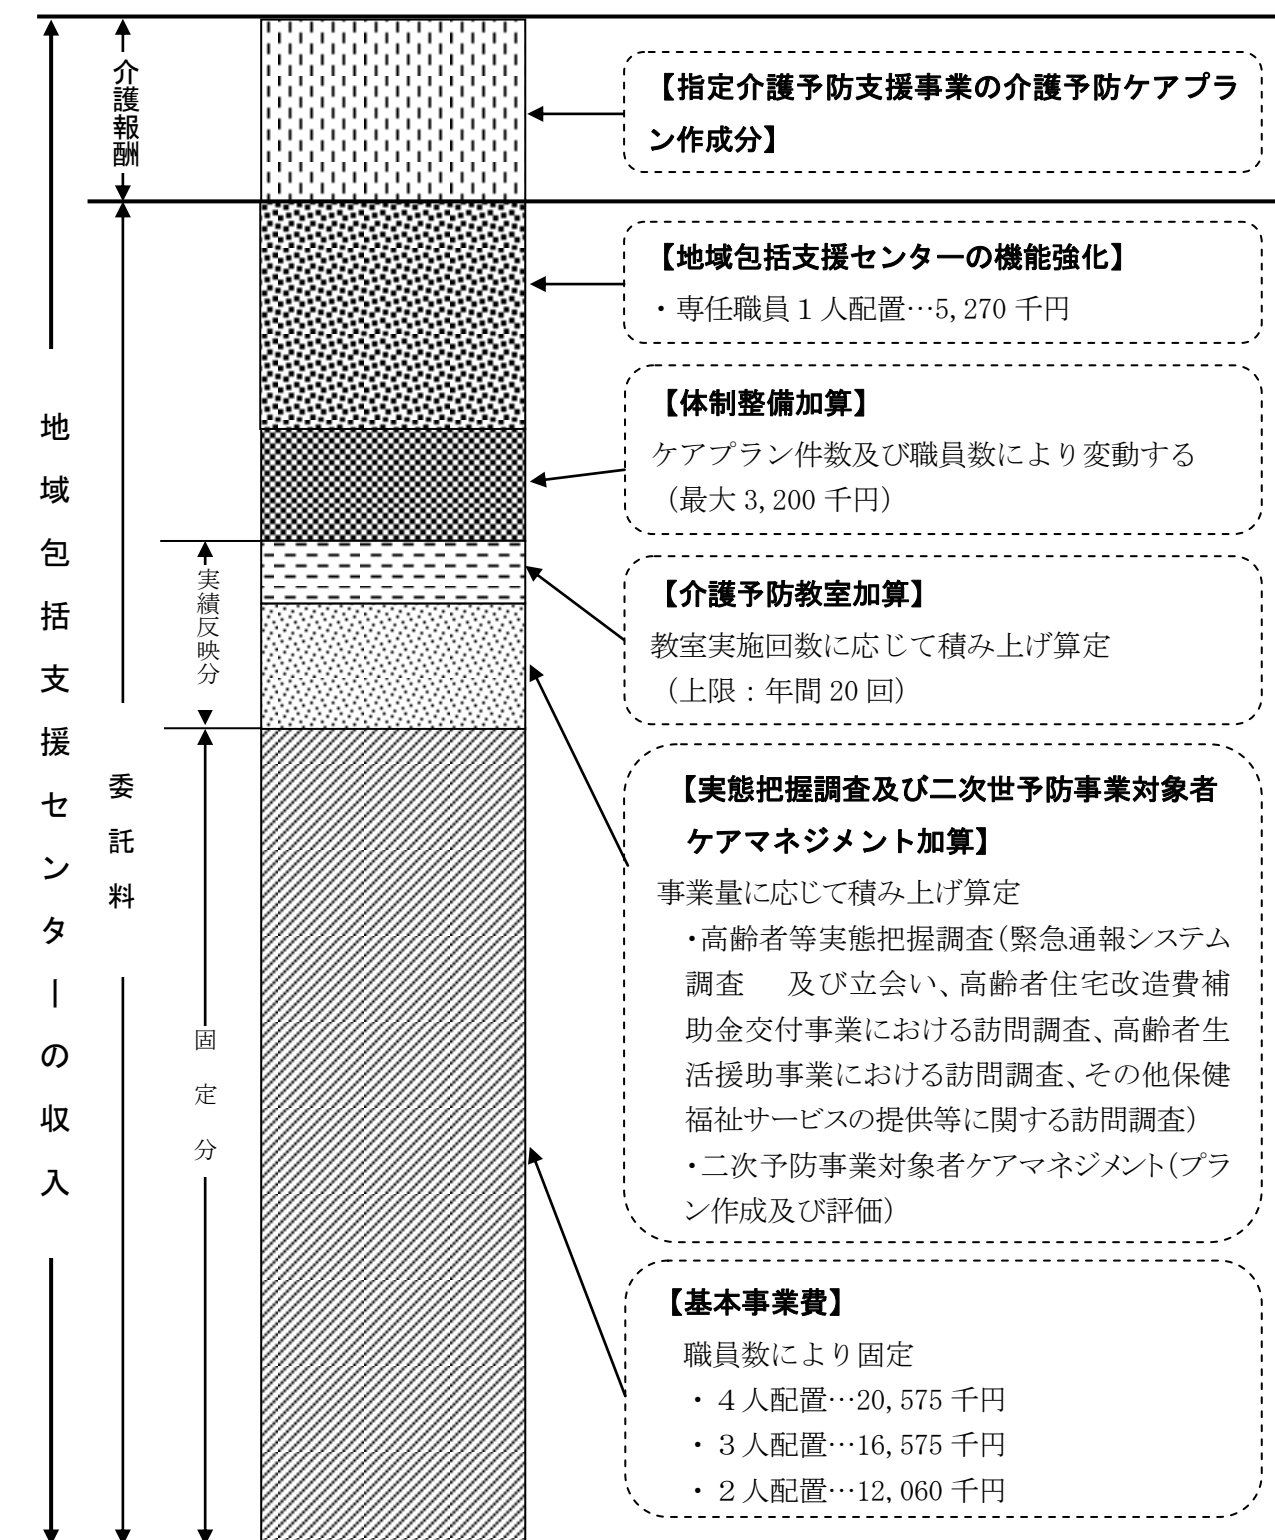 地域包括支援センターの収入
介護報酬
委託料
実績反映分
固定分
【指定介護予防支援事業の介護予防ケアプラ
ン作成分】
【地域包括支援センターの機能強化】
・専任職員１人配置…5,270 千円
【体制整備加算】
ケアプラン件数及び職員数により変動する
（最大 3,200 千円）
【介護予防教室加算】
教室実施回数に応じて積み上げ算定
（上限：年間 20 回）
【実態把握調査及び二次世予防事業対象者
ケアマネジメント加算】
事業量に応じて積み上げ算定
・高齢者等実態把握調査（緊急通報システム
調査　及び立会い、高齢者住宅改造費補
助金交付事業における訪問調査、高齢者生
活援助事業における訪問調査、その他保健
福祉サービスの提供等に関する訪問調査）
・二次予防事業対象者ケアマネジメント（プラ
ン作成及び評価）
【基本事業費】
職員数により固定
・４人配置…20,575 千円
・３人配置…16,575 千円
・２人配置…12,060 千円